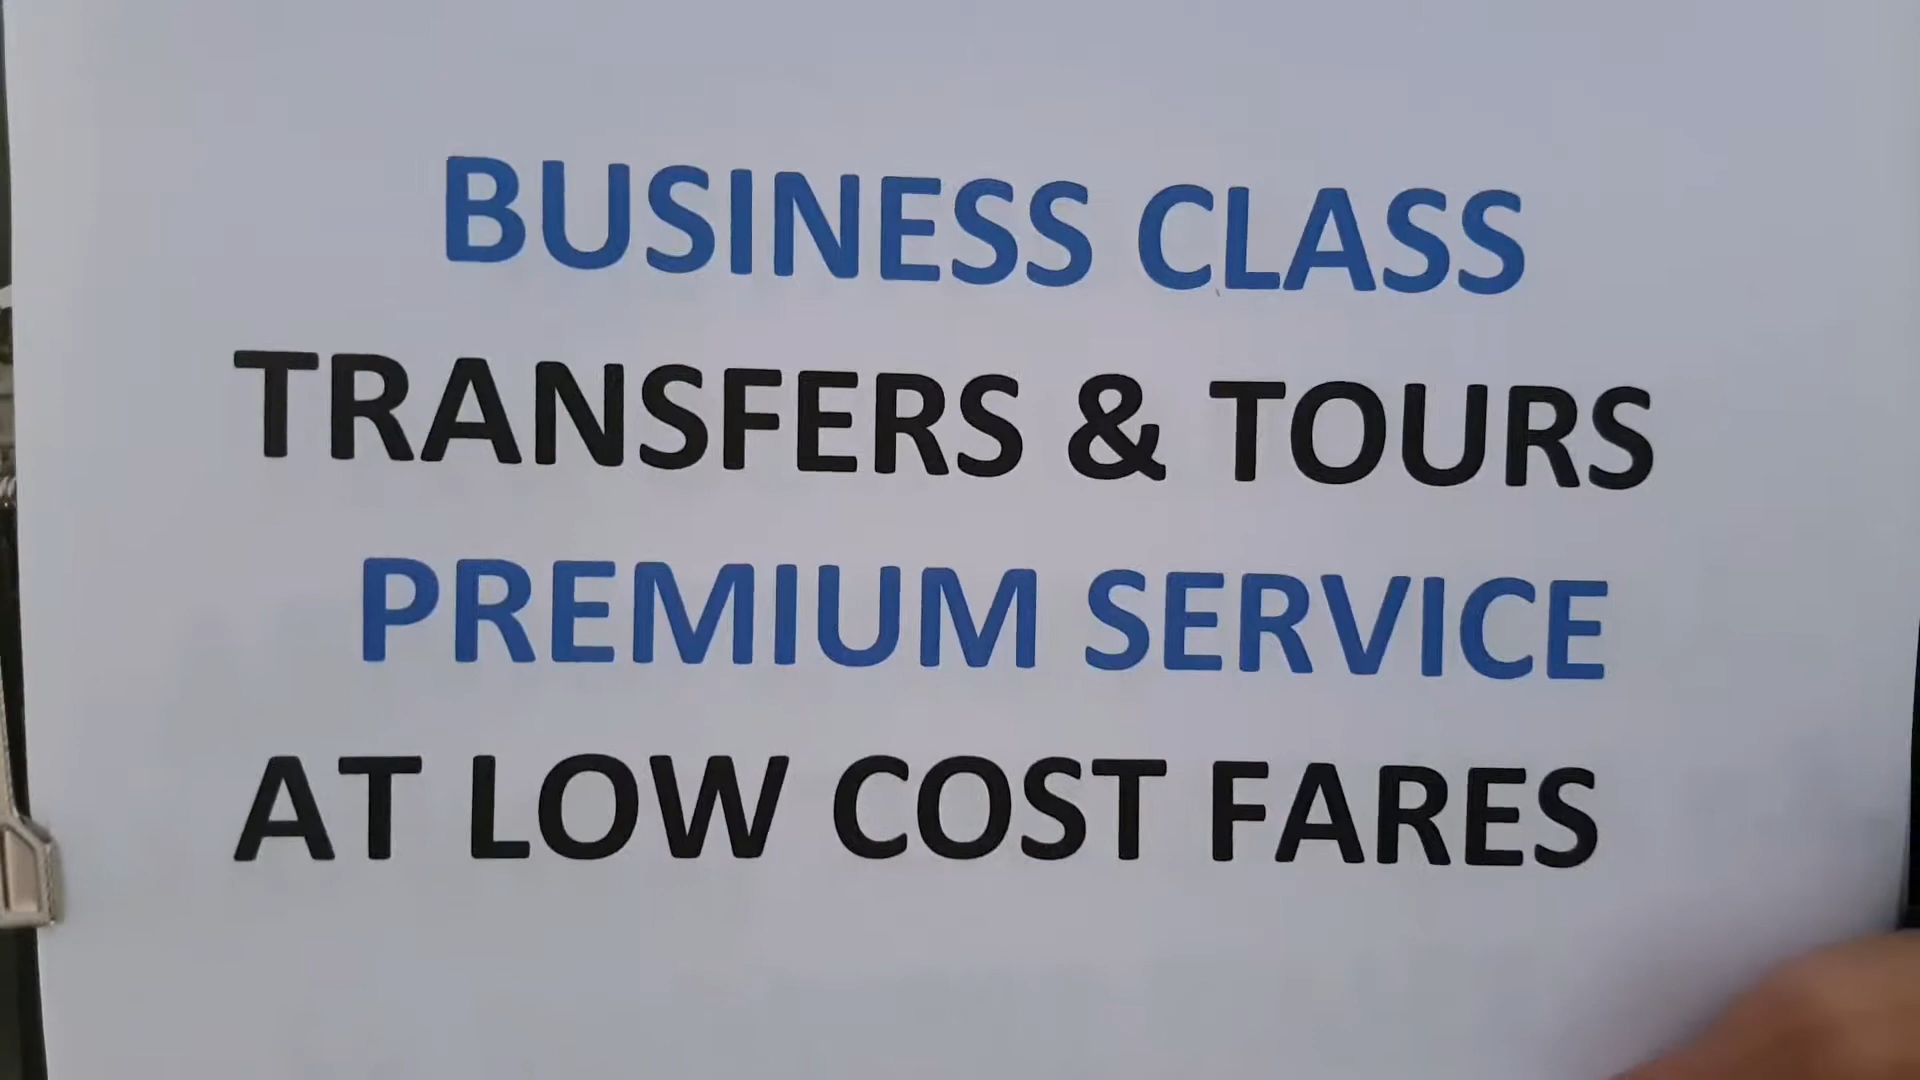 BUSINESS CLASS
TRANSFERS & TOURS
PREMIUM SERVICE
AT LOW COST FARES